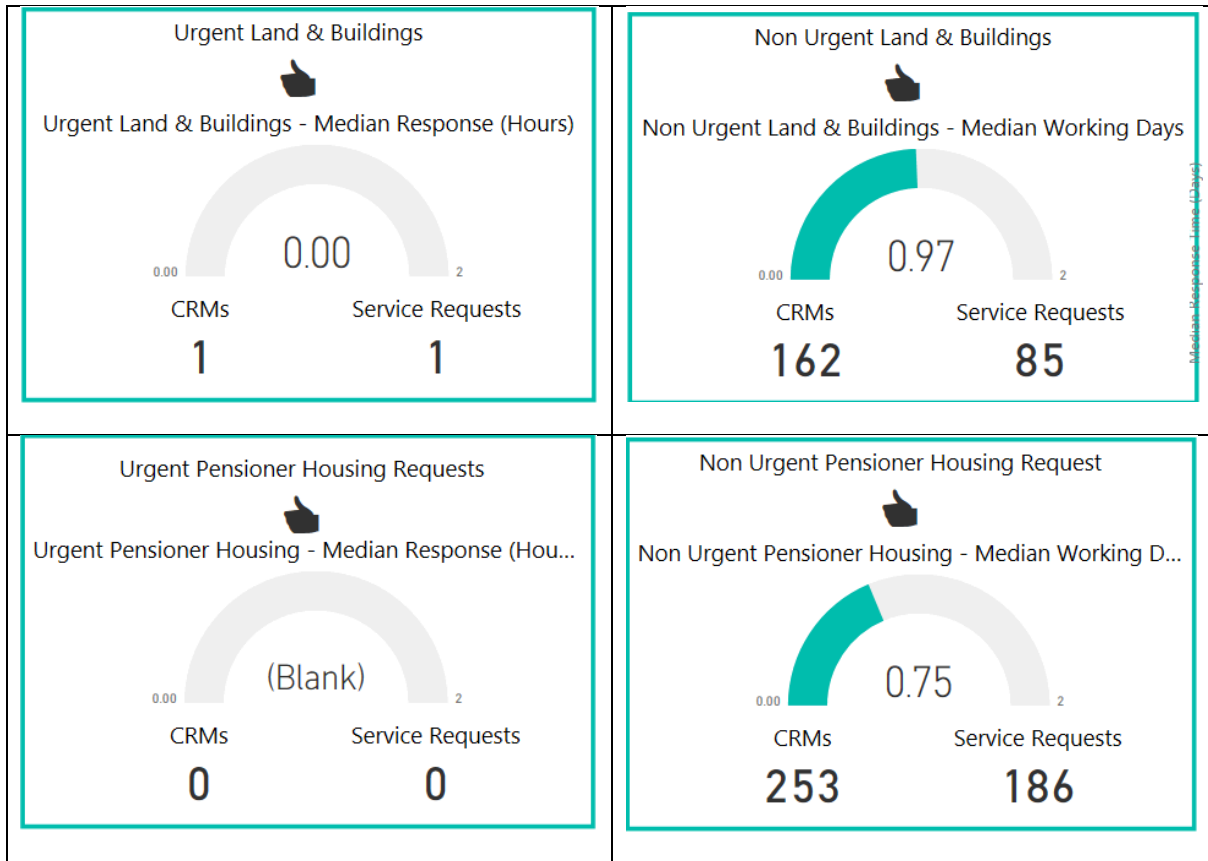 Urgent Land & Buildings
Urgent Land & Buildings - Median Response (Hours)
0.00
0.00
2
CRMs
Service Requests
1
1
Non Urgent Land & Buildings
Non Urgent Land & Buildings - Median Working Days
0.97
0.00
2
CRMs
Service Requests
162
85
Median Response Time (Days)
Urgent Pensioner Housing Requests
Urgent Pensioner Housing - Median Response (Hou...
(Blank)
0.00
2
CRMs
Service Requests
0
0
Non Urgent Pensioner Housing Request
Non Urgent Pensioner Housing - Median Working D...
0.75
0.00
2
CRMs
Service Requests
253
186